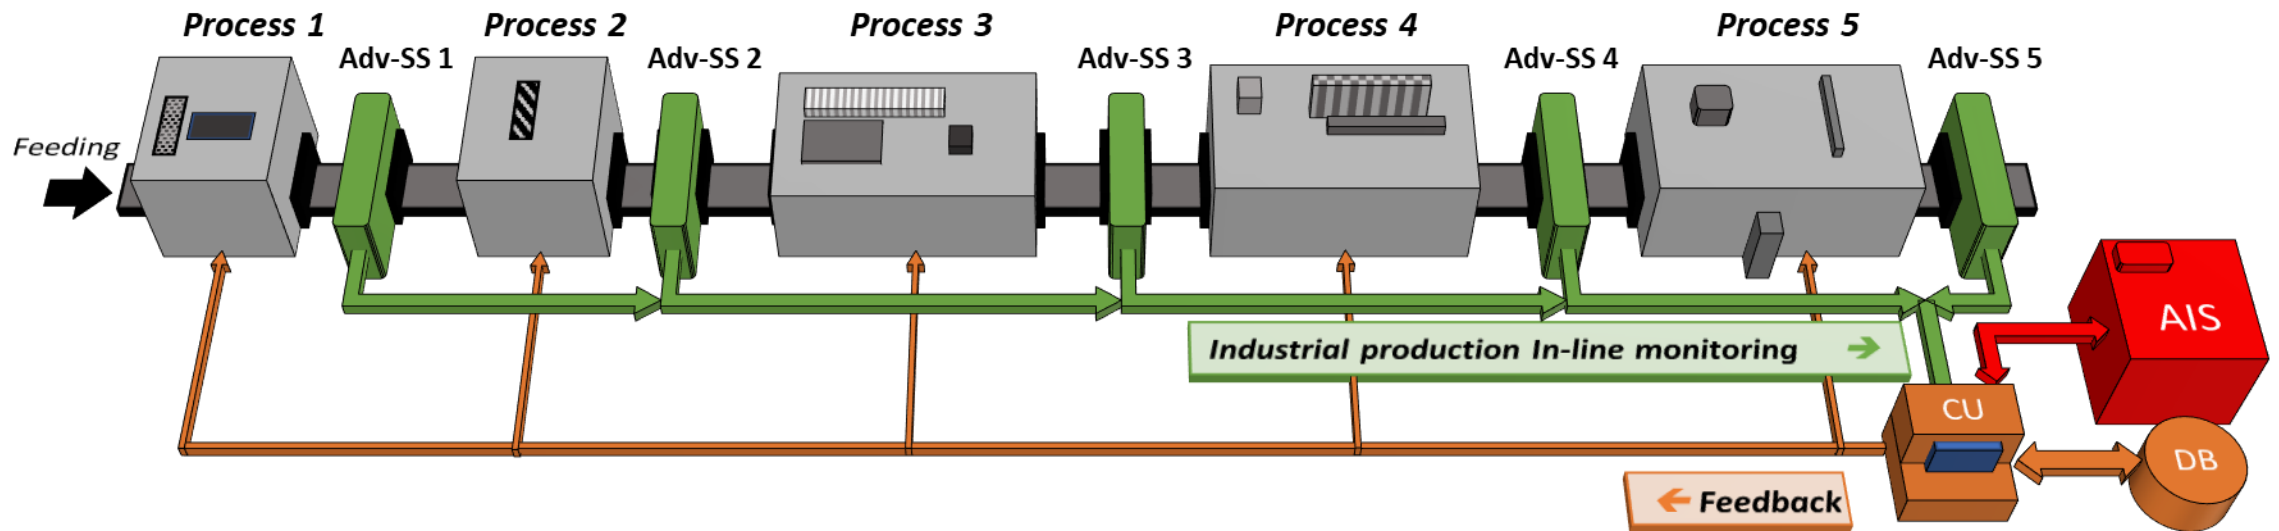 Process 1
Process 2
Process 3
Process 4
Process 5
Adv-SS 1
Adv-SS 2
Adv-SS 3
Adv-SS 4
Adv-SS 5
Feeding
AIS
Industrial production In-line monitoring →
CU
DB
← Feedback